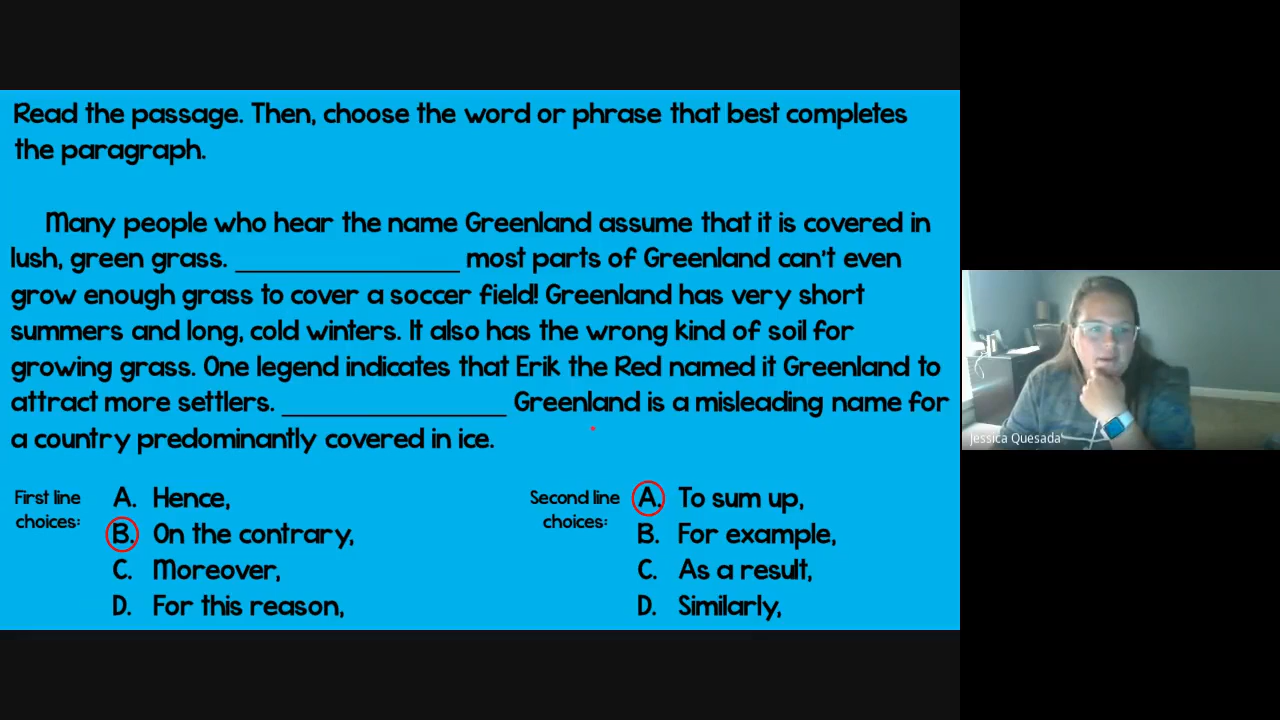 Read the passage. Then, choose the word or phrase that best completes
the paragraph.
Many people who hear the name Greenland assume that it is covered in
lush, green grass. ________________ most parts of Greenland can't even
grow enough grass to cover a soccer field! Greenland has very short
summers and long, cold winters. It also has the wrong kind of soil for
growing grass. One legend indicates that Erik the Red named it Greenland to
attract more settlers. ________________ Greenland is a misleading name for
a country predominantly covered in ice.
First line
choices:
A. Hence,
B. On the contrary,
C. Moreover,
D. For this reason,
Second line
choices:
A. To sum up,
B. For example,
C. As a result,
D. Similarly,
Jessica Quesada